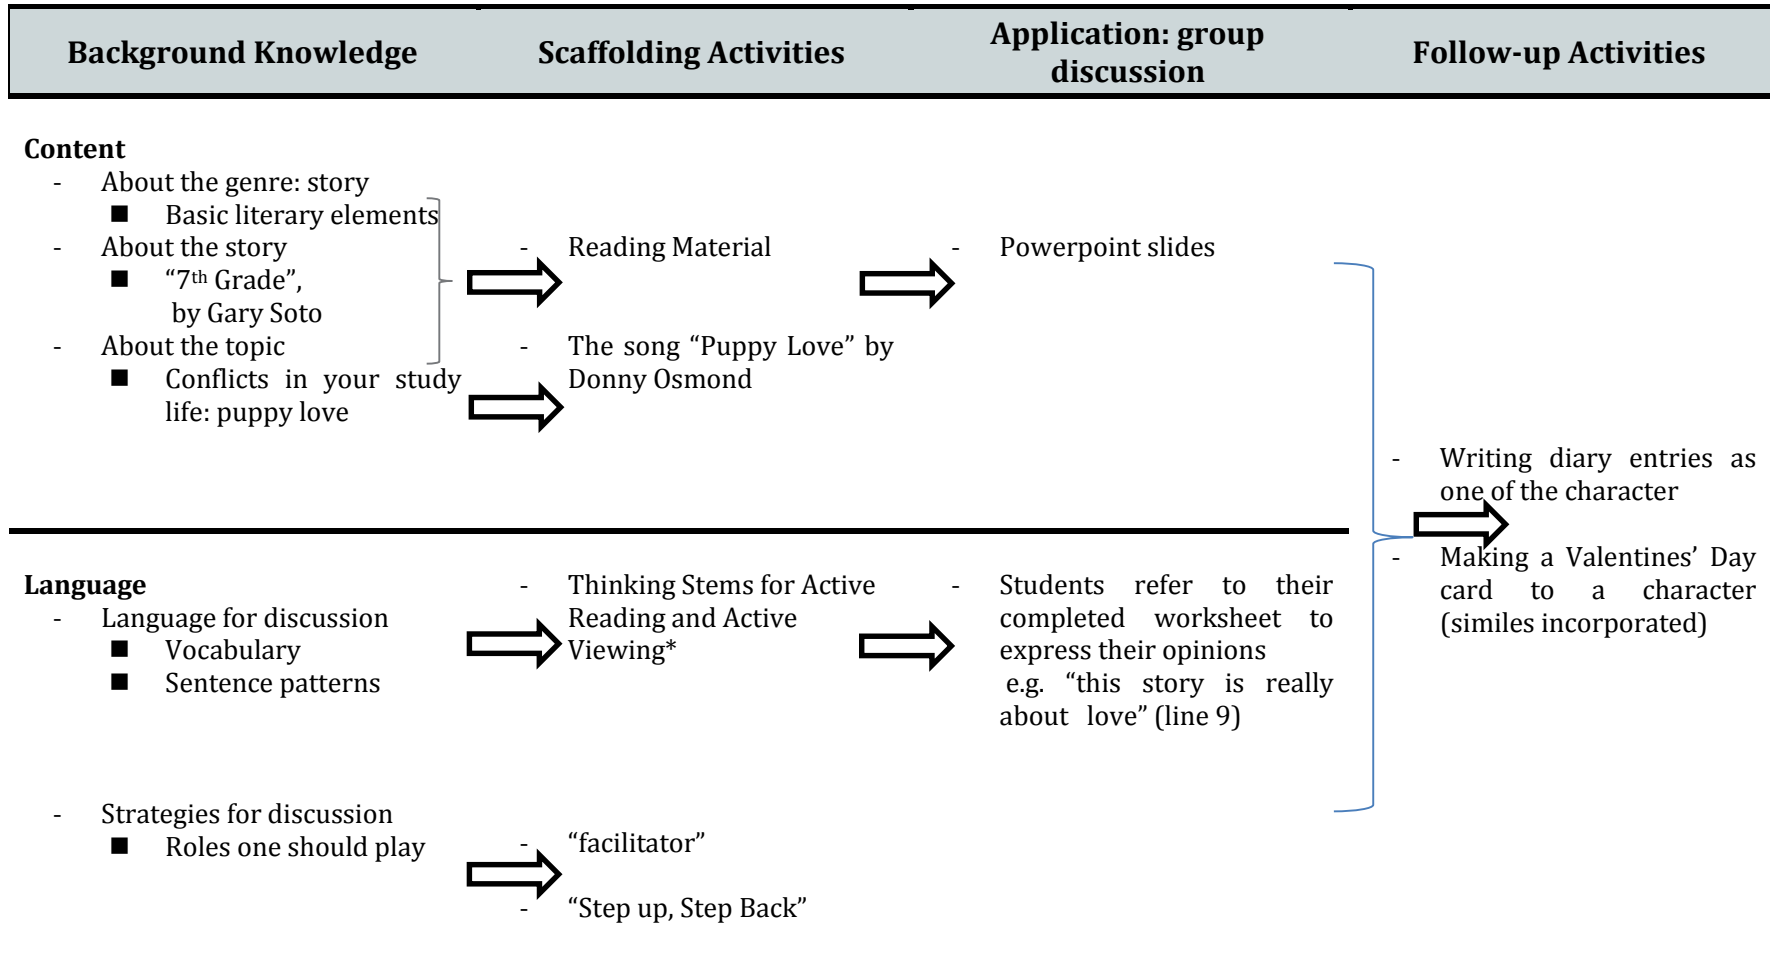 Background Knowledge
Scaffolding Activities
Application: group
discussion
Follow-up Activities
Content
- About the genre: story
■ Basic literary elements
- About the story
■ “7th Grade”,
by Gary Soto
- About the topic
■ Conflicts in your study
life: puppy love
- Reading Material
- The song “Puppy Love” by
Donny Osmond
- Powerpoint slides
Language
- Language for discussion
■ Vocabulary
■ Sentence patterns
- Strategies for discussion
■ Roles one should play
- Thinking Stems for Active
Reading and Active
Viewing*
- “facilitator”
- “Step up, Step Back”
- Students refer to their
completed worksheet to
express their opinions
e.g. “this story is really
about love” (line 9)
- Writing diary entries as
one of the character
- Making a Valentines’ Day
card to a character
(similes incorporated)